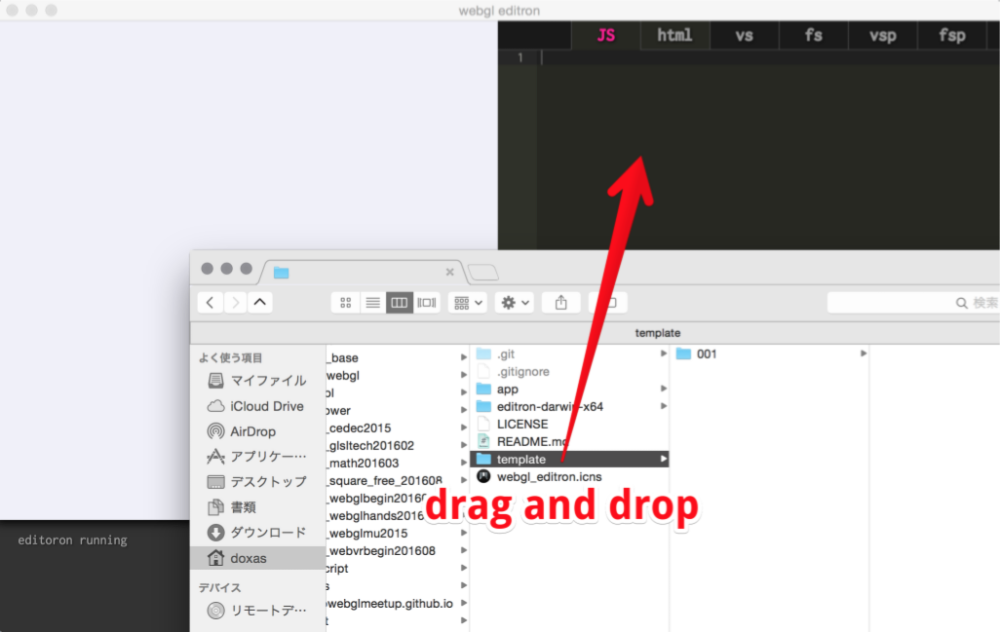 webgl editron
JS html vs fs vsp fsp
1
検索
template
よく使う項目
マイファイル
iCloud Drive
AirDrop
アプリケー…
デスクトップ
書類
ダウンロード
doxas
デバイス
リモートデ…
_base
webgl
ol
ower
_cedec2015
_glsltech201602
_math201603
_square_free_201608
_webglbegin2016
_webglhands2016
_webglmu2015
_webvrbegin201608
cript
s
webglmeetup.github.io
t
.git
.gitignore
app
editron-darwin-x64
LICENSE
README.md
template
webgl_editron.icns
001
drag and drop
editoron running